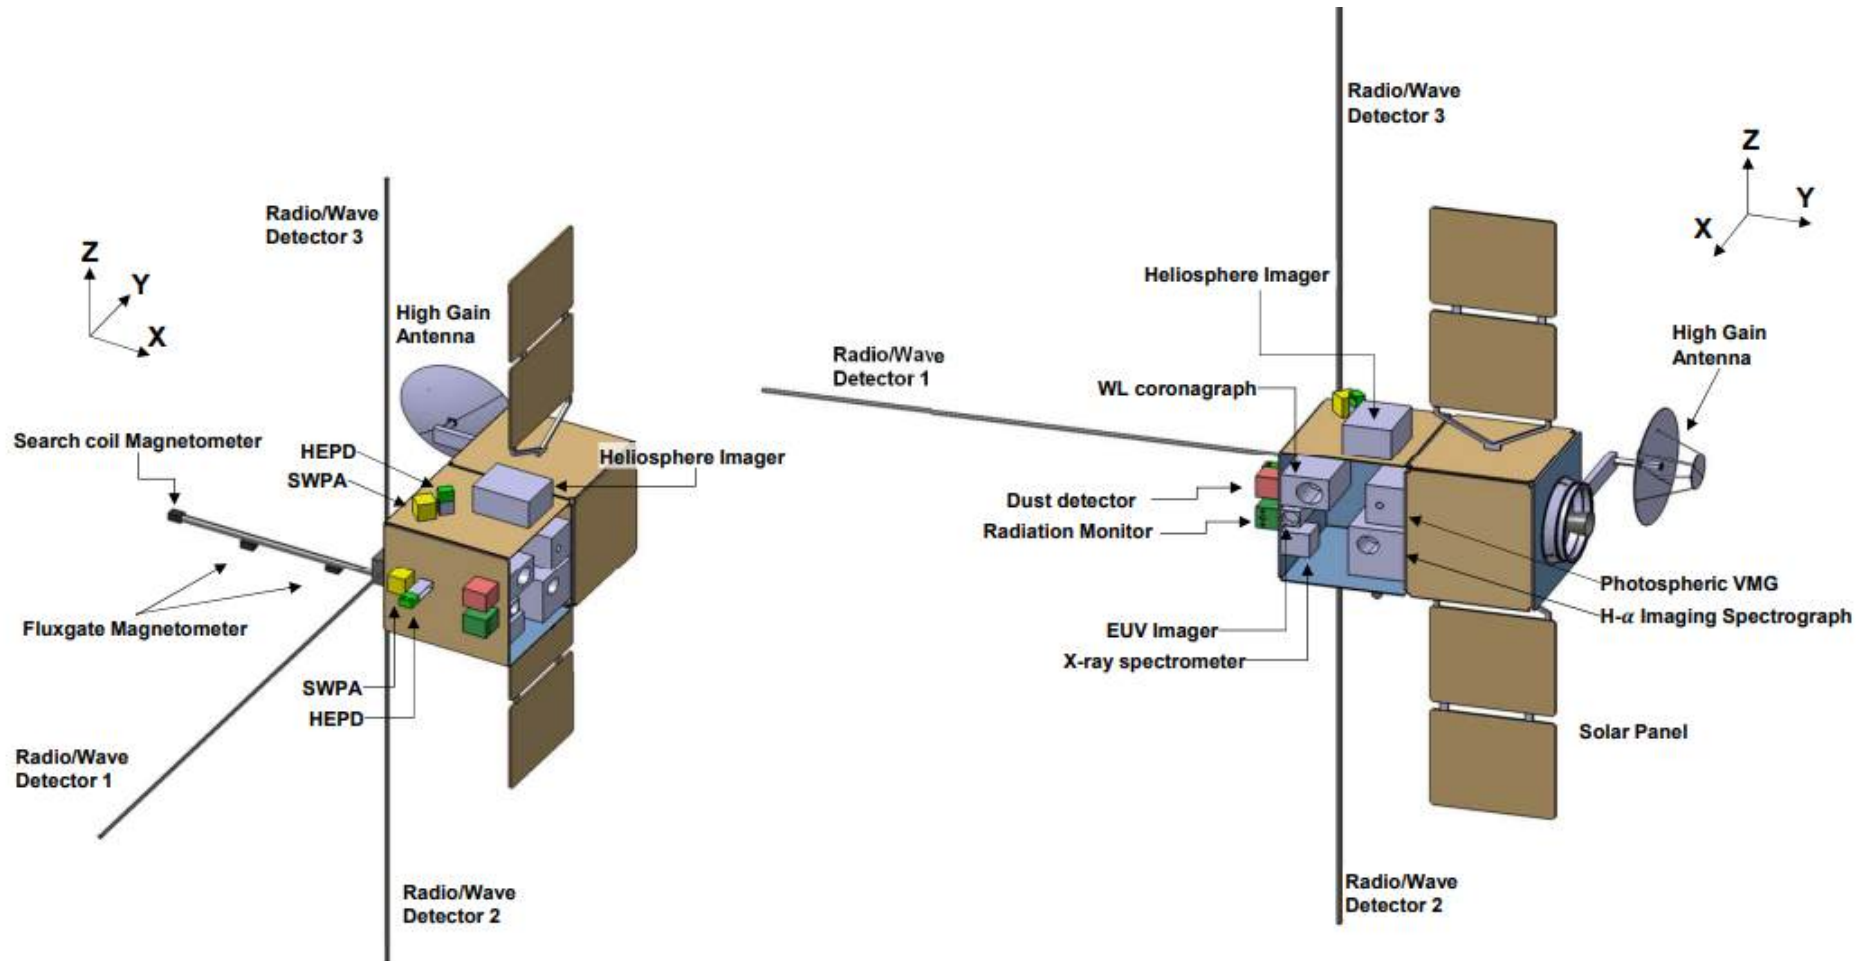 Radio/Wave
Detector 3
Z
Y
X
High Gain
Antenna
Search coil Magnetometer
HEPD
SWPA
Heliosphere Imager
Fluxgate Magnetometer
SWPA
HEPD
Radio/Wave
Detector 1
Radio/Wave
Detector 2
Radio/Wave
Detector 3
Z
Y
X
Heliosphere Imager
High Gain
Antenna
Radio/Wave
Detector 1
WL coronagraph
Dust detector
Radiation Monitor
Photospheric VMG
H-α Imaging Spectrograph
EUV Imager
X-ray spectrometer
Solar Panel
Radio/Wave
Detector 2